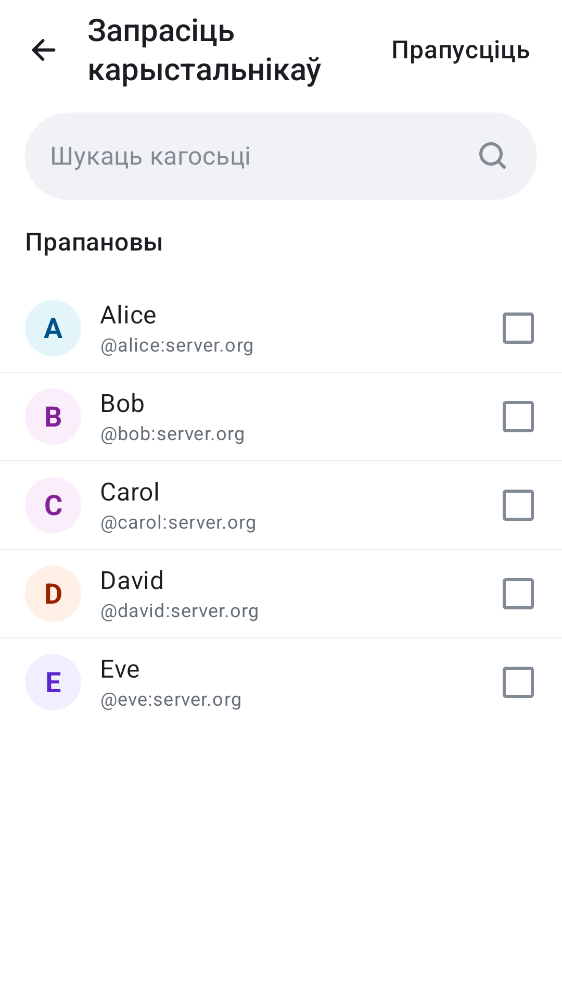 Запрасіць
карыстальнікаў
Прапусціць
Шукаць кагосьці
Прапановы
A
Alice
@alice:server.org
B
Bob
@bob:server.org
C
Carol
@carol:server.org
D
David
@david:server.org
E
Eve
@eve:server.org